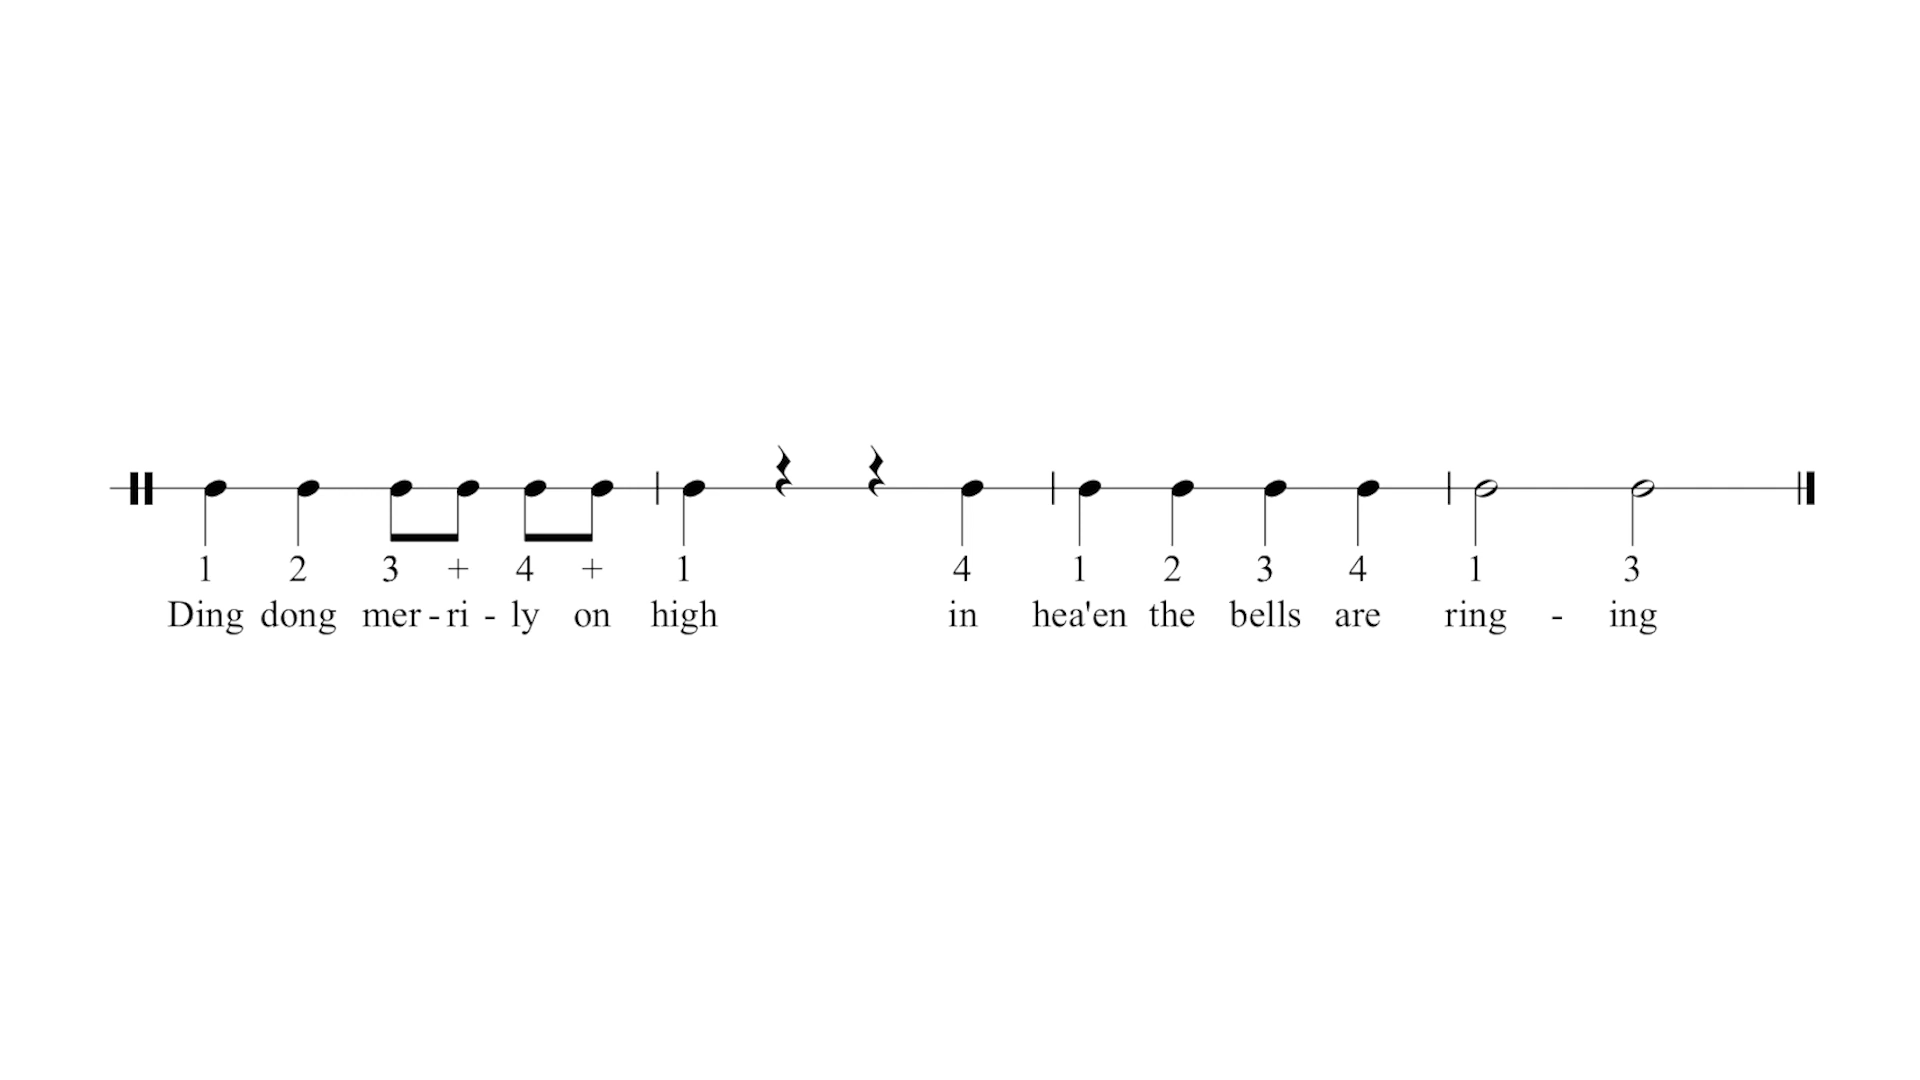 1 2 3 + 4 + 1 4 1 2 3 4 1 3
Ding dong mer - ri - ly on high in hea'en the bells are ring - ing